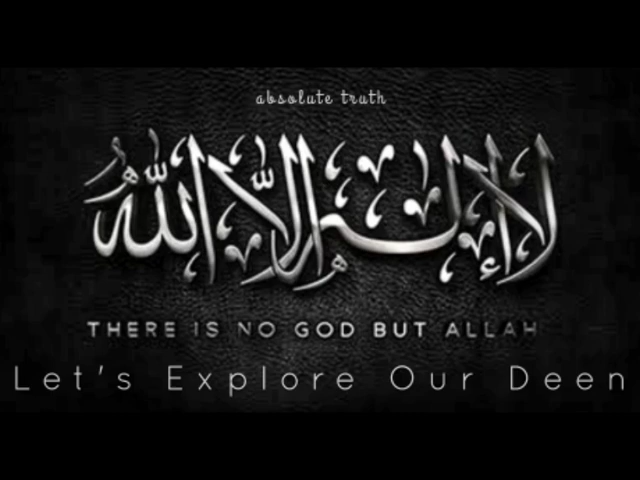 absolute truth
لا إله إلا الله
THERE IS NO GOD BUT ALLAH
Let's Explore Our Deen